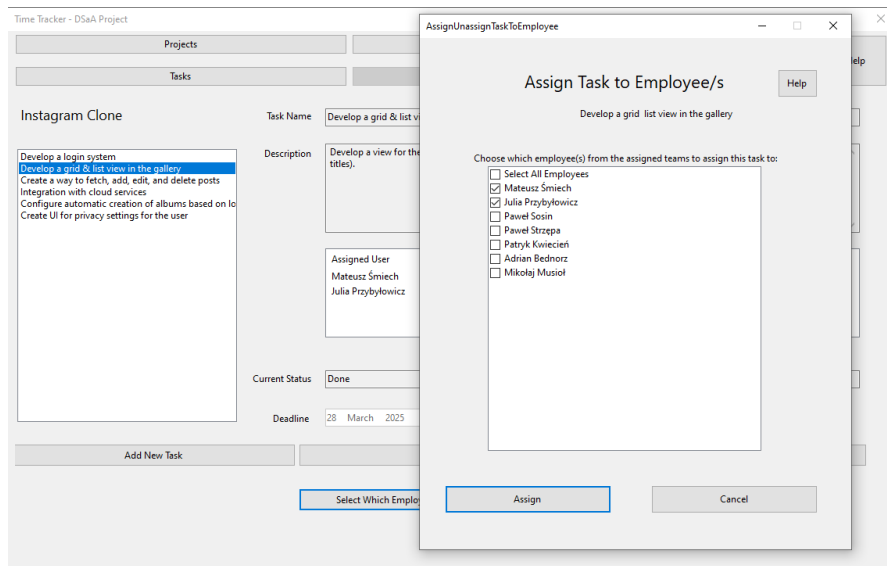 Time Tracker - DSaA Project
Projects
Tasks
Instagram Clone
Develop a login system
Develop a grid & list view in the gallery
Create a way to fetch, add, edit, and delete posts
Integration with cloud services
Configure automatic creation of albums based on lo
Create UI for privacy settings for the user
Task Name
Develop a grid & list v
Description
Develop a view for the
titles).
Assigned User
Mateusz Śmiech
Julia Przybyłowicz
Current Status
Done
Deadline
28 March 2025
Add New Task
Select Which Emplo
elp
AssignUnassignTaskToEmployee
Assign Task to Employee/s
Help
Develop a grid list view in the gallery
Choose which employee(s) from the assigned teams to assign this task to:
Select All Employees
Mateusz Śmiech
Julia Przybyłowicz
Paweł Sosin
Paweł Strzępa
Patryk Kwiecień
Adrian Bednorz
Mikołaj Musioł
Assign
Cancel